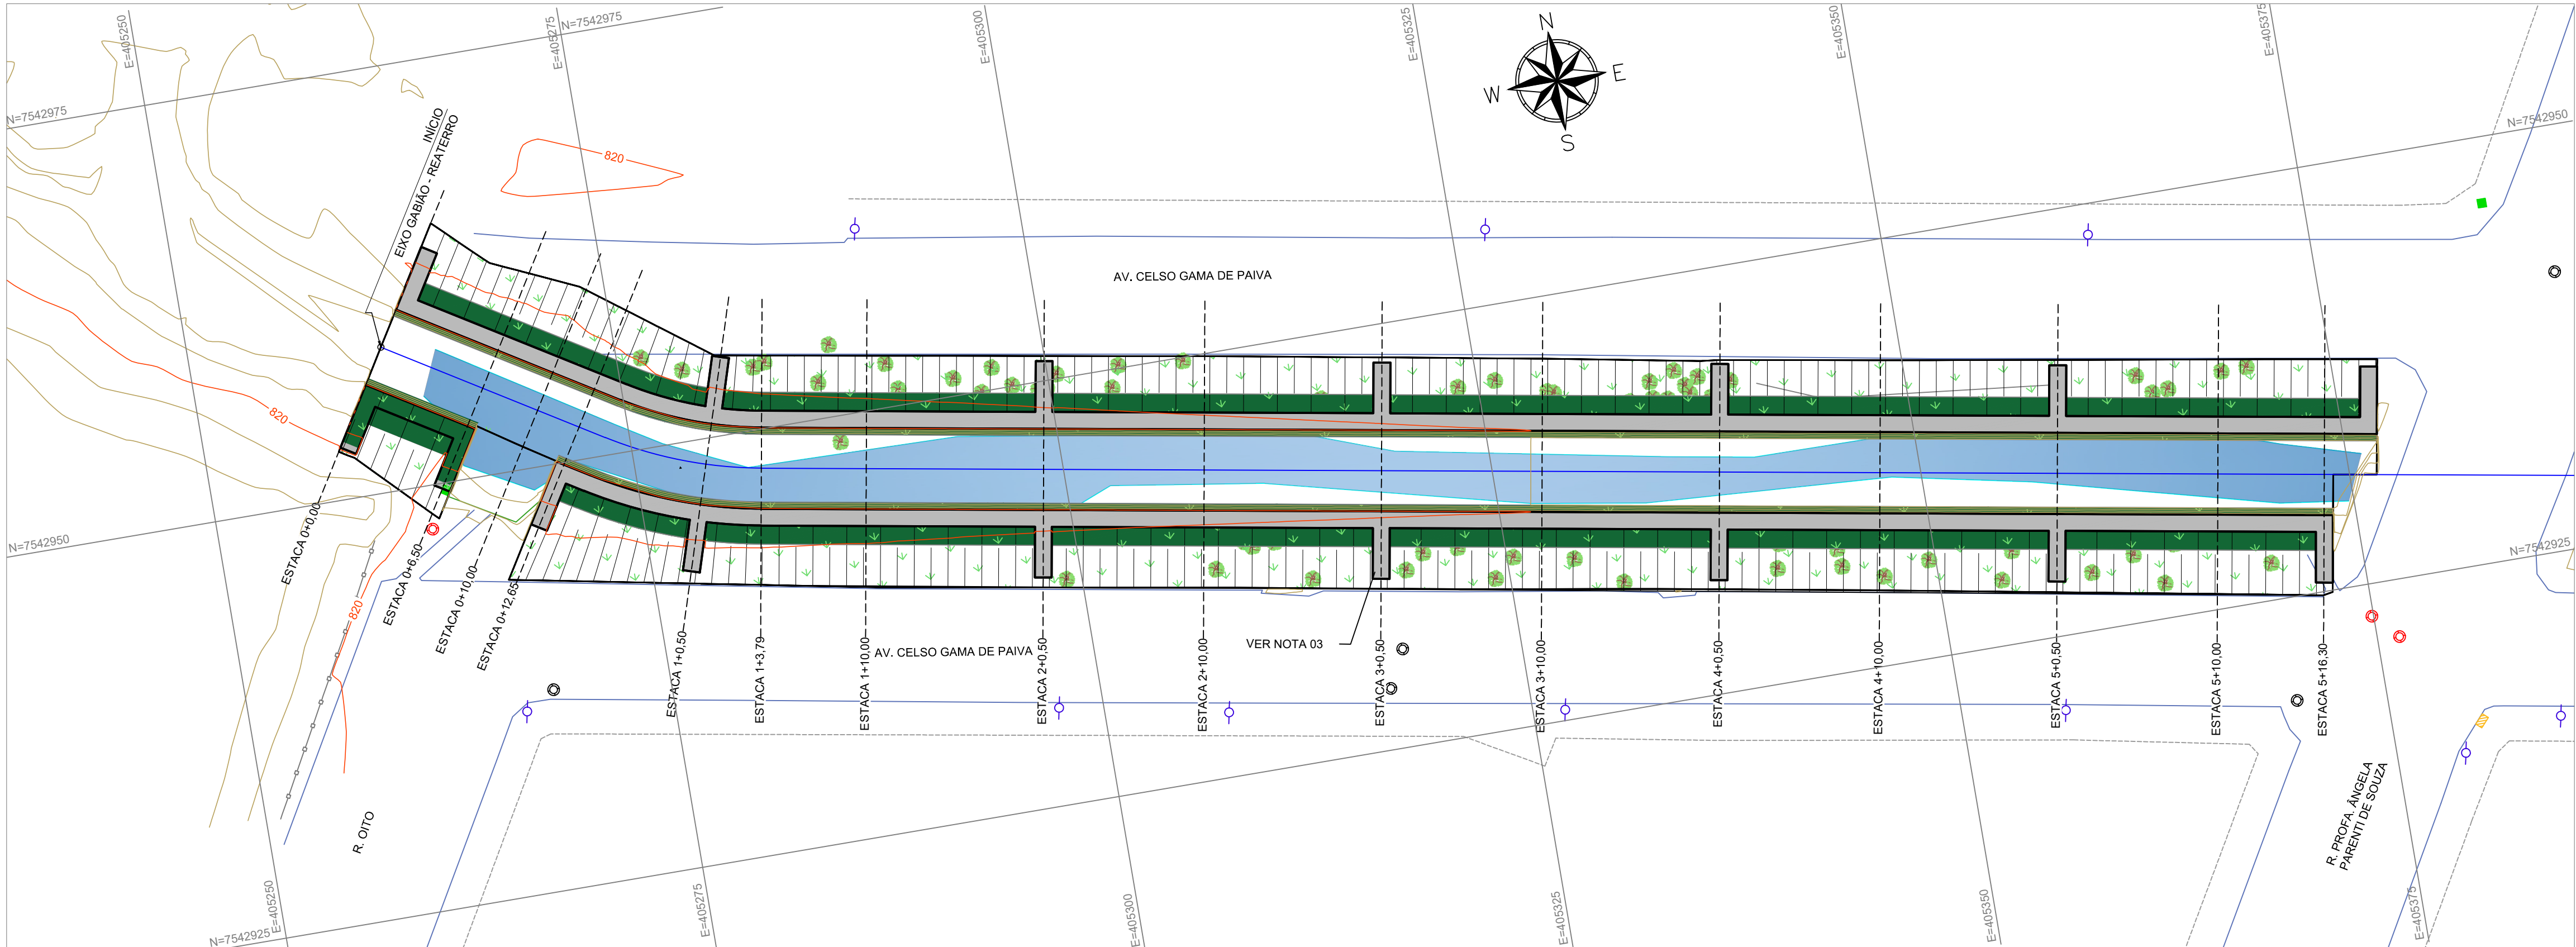 E=405250
E=405275
N=7542975
E=405300
E=405325
E=405350
E=405375
N
W
E
S
N=7542975
N=7542950
INÍCIO
EIXO GABIÃO - REATERRO
820
AV. CELSO GAMA DE PAIVA
820
820
N=7542950
N=7542925
ESTACA 0+0,00
ESTACA 0+6,50
ESTACA 0+10,00
ESTACA 0+12,65
ESTACA 1+0,50
ESTACA 1+3,79
ESTACA 1+10,00
AV. CELSO GAMA DE PAIVA
ESTACA 2+0,50
ESTACA 2+10,00
VER NOTA 03
ESTACA 3+0,50
ESTACA 3+10,00
ESTACA 4+0,50
ESTACA 4+10,00
ESTACA 5+0,50
ESTACA 5+10,00
ESTACA 5+16,30
R. OITO
R. PROFA. ÂNGELA
PARENTI DE SOUZA
N=7542925
E=405250
E=405275
E=405300
E=405325
E=405350
E=405375